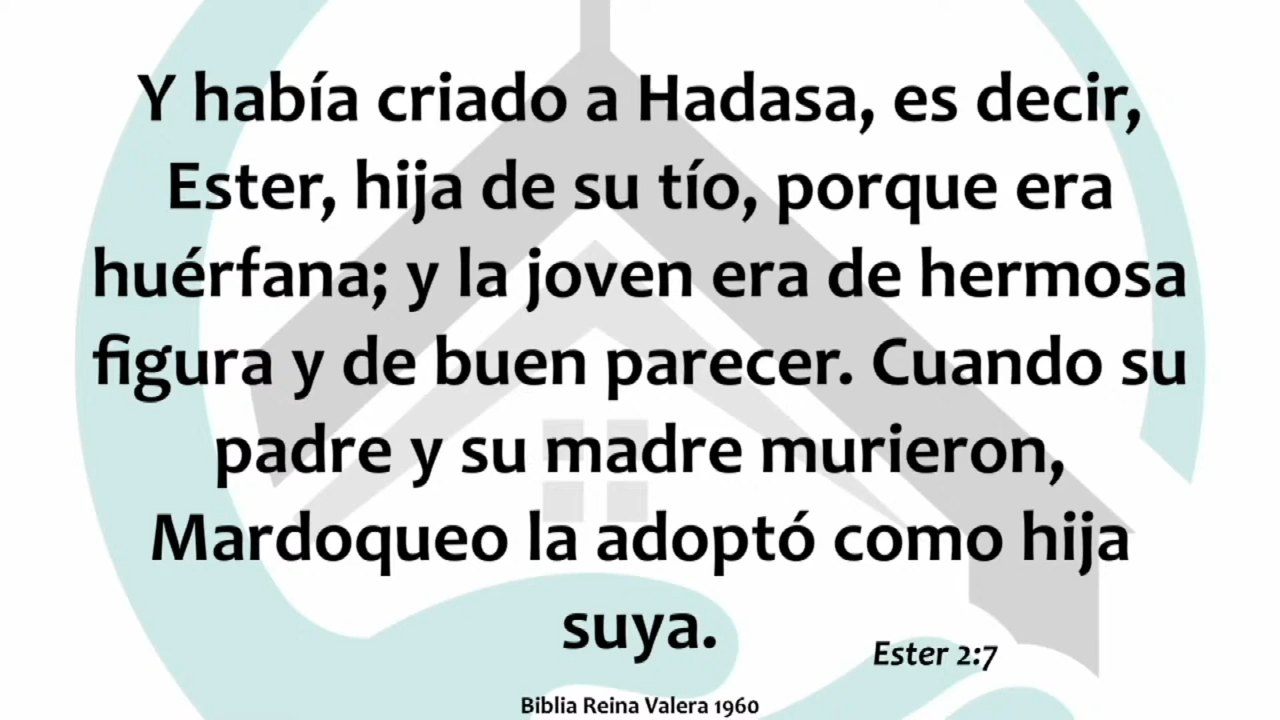 Y había criado a Hadasa, es decir,
Ester, hija de su tío, porque era
huérfana; y la joven era de hermosa
figura y de buen parecer. Cuando su
padre y su madre murieron,
Mardoqueo la adoptó como hija
suya.
Ester 2:7
Biblia Reina Valera 1960